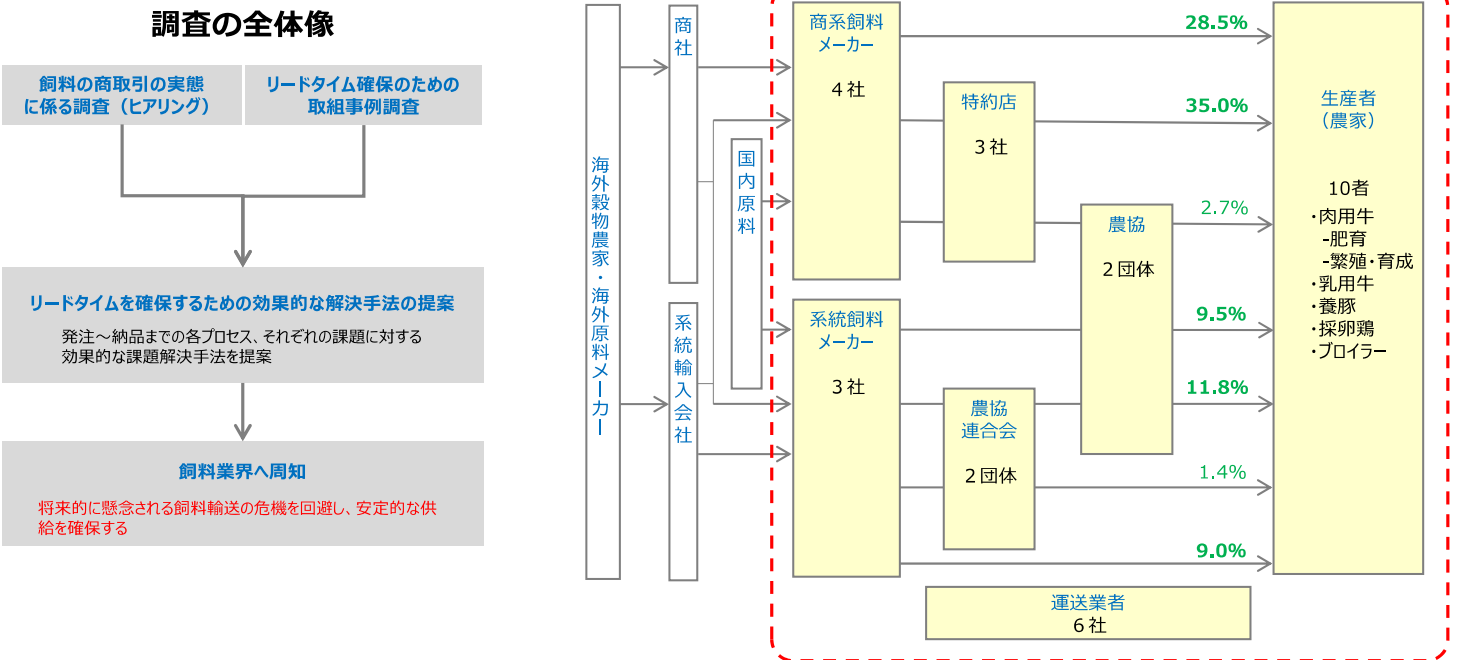 調査の全体像
飼料の商取引の実態
に係る調査（ヒアリング）
リードタイム確保のための
取組事例調査
リードタイムを確保するための効果的な解決手法の提案
発注～納品までの各プロセス、それぞれの課題に対する
効果的な課題解決手法を提案
飼料業界へ周知
将来的に懸念される飼料輸送の危機を回避し、安定的な供
給を確保する
海外穀物農家・海外原料メーカー
商社
系統輸入会社
国内原料
商系飼料
メーカー
4社
系統飼料
メーカー
3社
特約店
3社
農協
連合会
2団体
農協
2団体
28.5%
35.0%
2.7%
9.5%
11.8%
1.4%
9.0%
生産者
（農家）
10者
・肉用牛
-肥育
-繁殖・育成
・乳用牛
・養豚
・採卵鶏
・ブロイラー
運送業者
6社